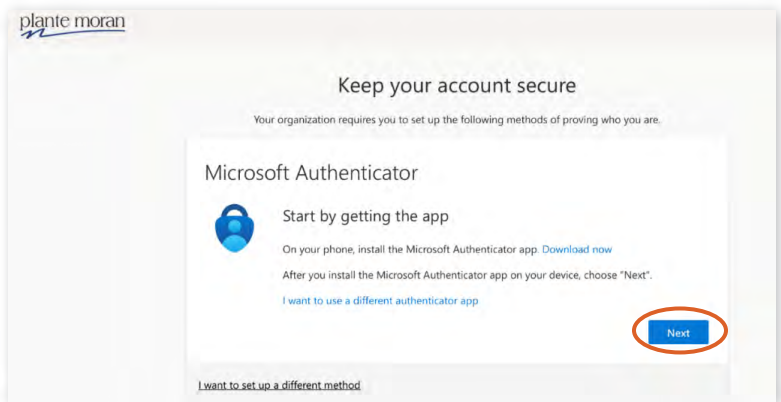 plante moran
Keep your account secure
Your organization requires you to set up the following methods of proving who you are.
Microsoft Authenticator
Start by getting the app
On your phone, install the Microsoft Authenticator app. Download now
After you install the Microsoft Authenticator app on your device, choose "Next".
I want to use a different authenticator app
Next
I want to set up a different method